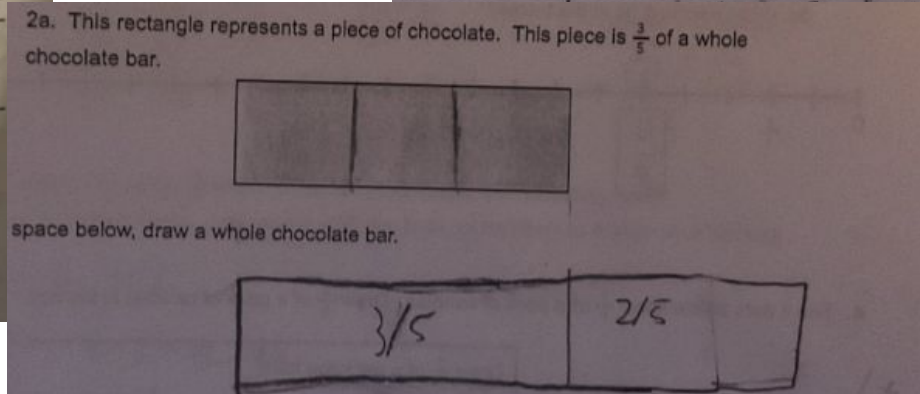 2a. This rectangle represents a piece of chocolate. This piece is 3/5 of a whole
chocolate bar.
space below, draw a whole chocolate bar.
3/5 2/5